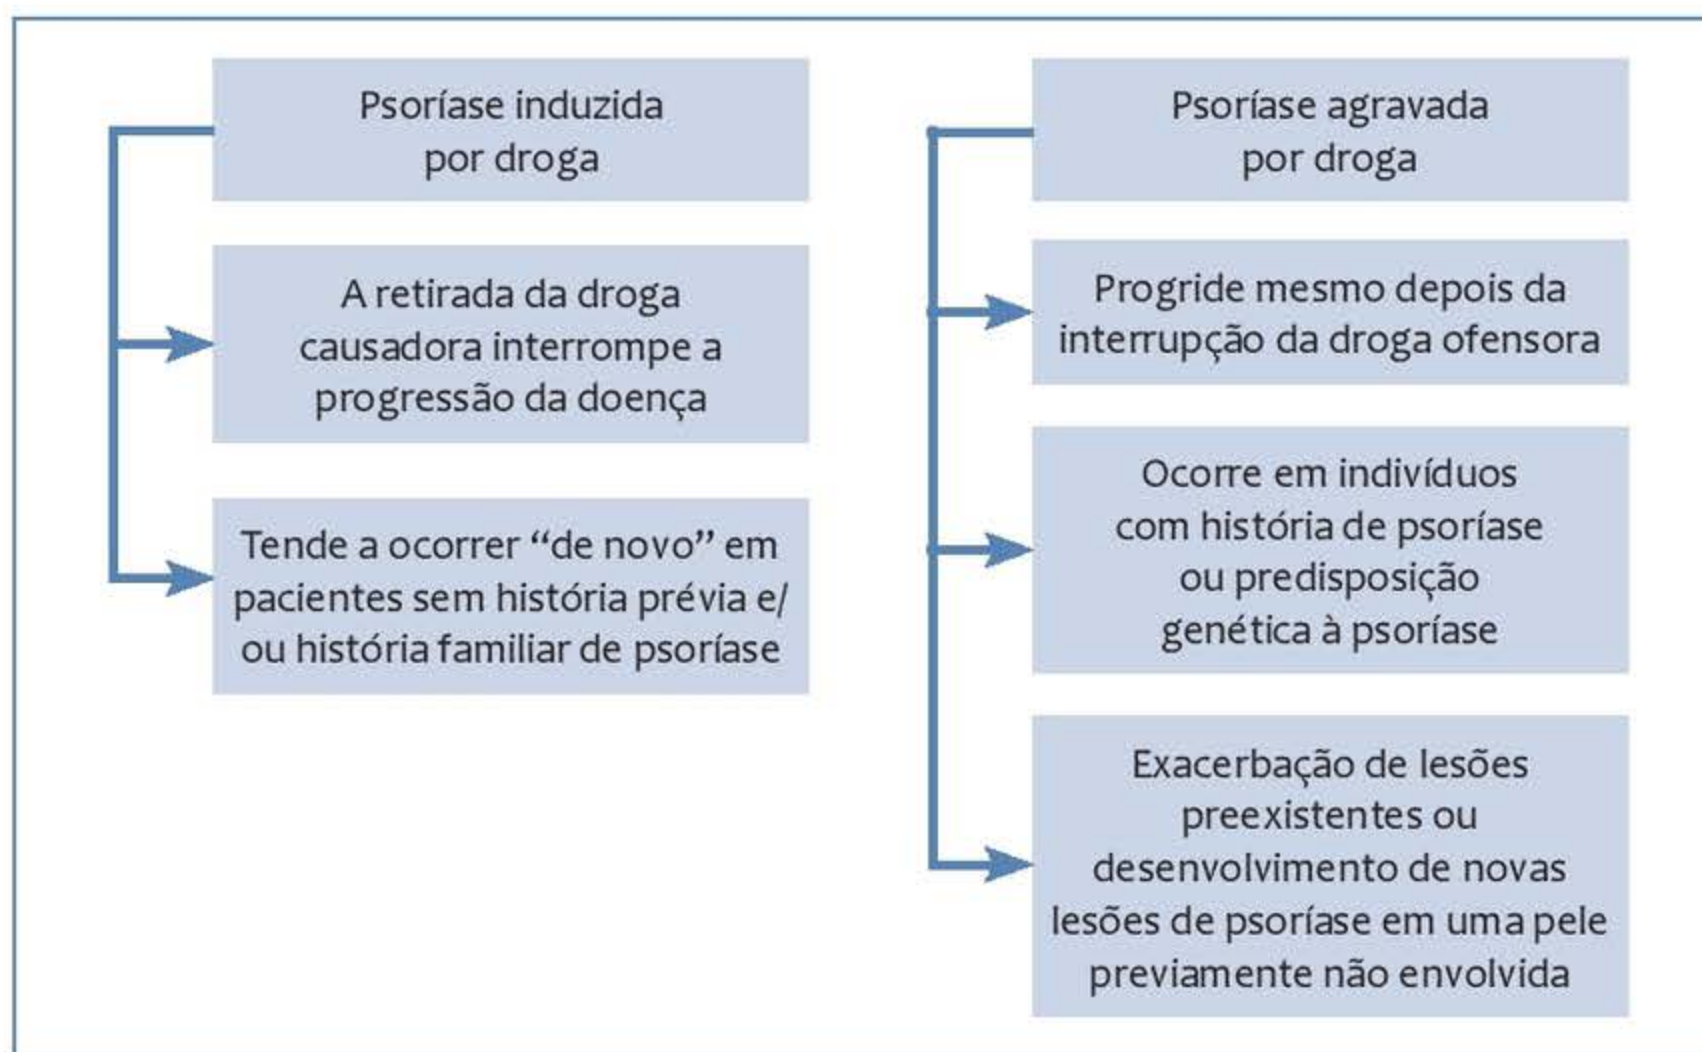 Psoríase induzida
por droga
A retirada da droga
causadora interrompe a
progressão da doença
Tende a ocorrer “de novo” em
pacientes sem história prévia e/
ou história familiar de psoríase
Psoríase agravada
por droga
Progride mesmo depois da
interrupção da droga ofensora
Ocorre em indivíduos
com história de psoríase
ou predisposição
genética à psoríase
Exacerbação de lesões
preexistentes ou
desenvolvimento de novas
lesões de psoríase em uma pele
previamente não envolvida